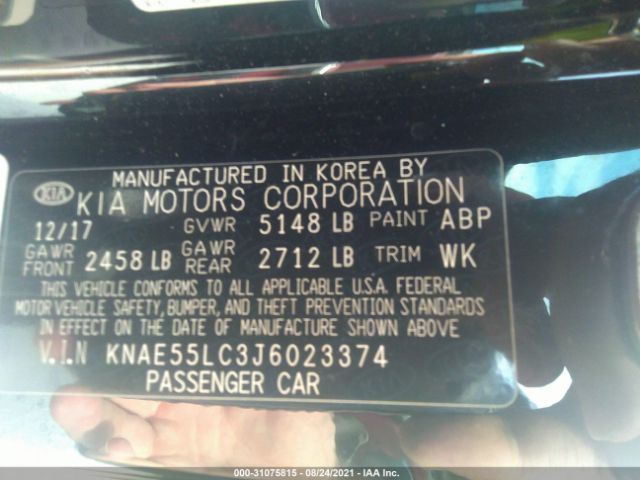 MANUFACTURED IN KOREA BY
KIA KIA MOTORS CORPORATION
12/17 GVWR 5148 LB PAINT ABP
GAWR FRONT 2458 LB GAWR REAR 2712 LB TRIM WK
THIS VEHICLE CONFORMS TO ALL APPLICABLE U.S.A. FEDERAL
MOTOR VEHICLE SAFETY, BUMPER, AND THEFT PREVENTION STANDARDS
IN EFFECT ON THE DATE OF MANUFACTURE SHOWN ABOVE
V.I.N KNAE55LC3J6023374
PASSENGER CAR
000-31075815 - 08/24/2021 - IAA Inc.